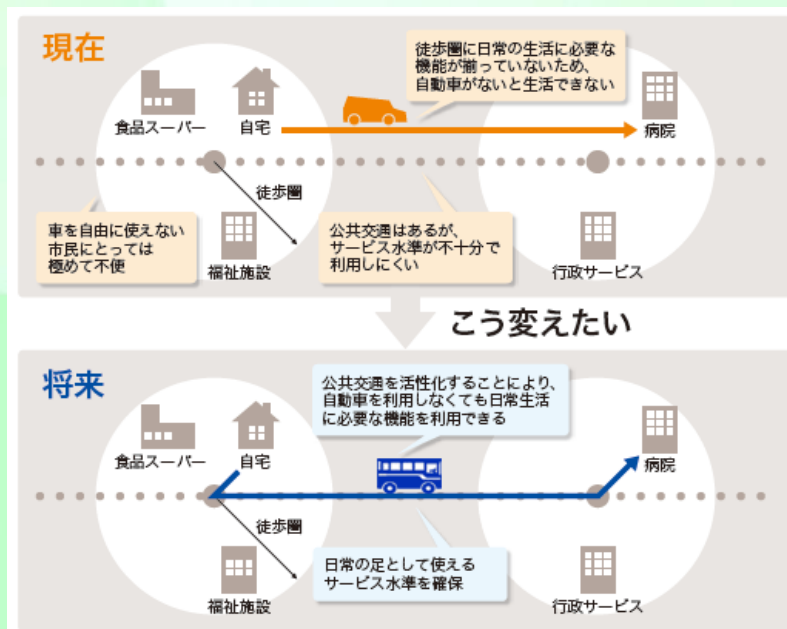 現在
徒歩圏に日常の生活に必要な
機能が揃っていないため、
自動車がないと生活できない
食品スーパー
自宅
病院
徒歩圏
車を自由に使えない
市民にとっては
極めて不便
公共交通はあるが、
サービス水準が不十分で
利用しにくい
福祉施設
行政サービス
こう変えたい
将来
公共交通を活性化することにより、
自動車を利用しなくても日常生活
に必要な機能を利用できる
食品スーパー
自宅
病院
徒歩圏
日常の足として使える
サービス水準を確保
福祉施設
行政サービス